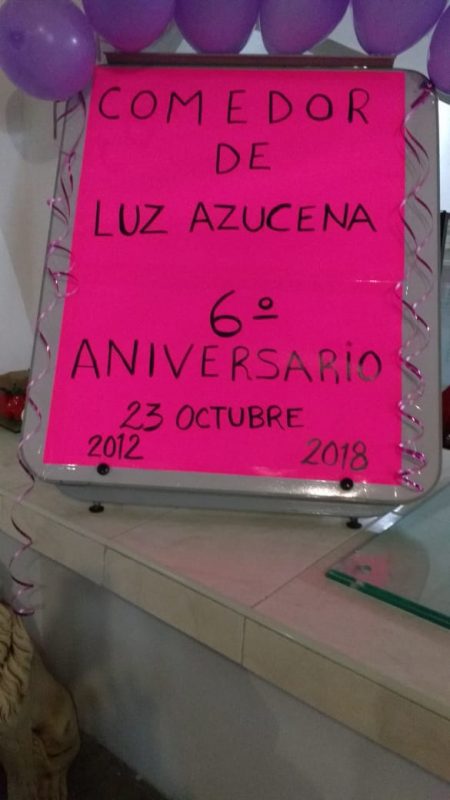 COMEDOR
DE
LUZ AZUCENA
6º
ANIVERSARiO
23 OCTUBRE
2012 2018